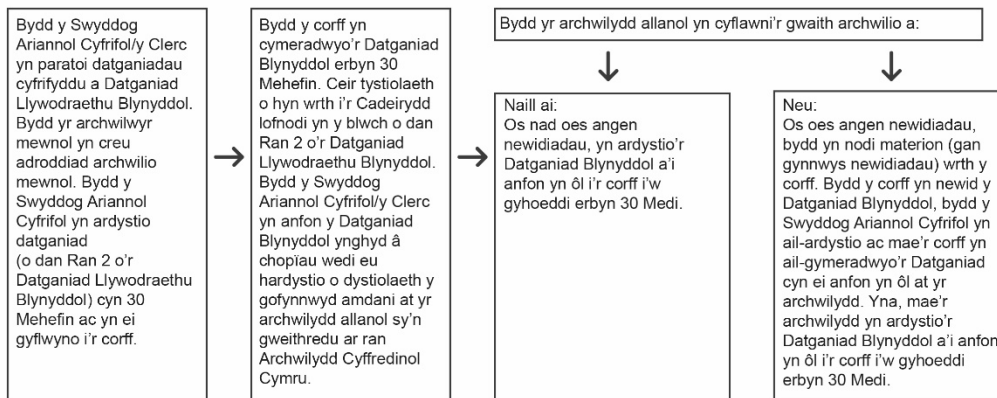 Bydd y Swyddog
Ariannol Cyfrifol/y Clerc
yn paratoi datganiadau
cyfrifyddu a Datganiad
Llywodraethu Blynyddol.
Bydd yr archwilwyr
mewnol yn creu
adroddiad archwilio
mewnol. Bydd y
Swyddog Ariannol
Cyfrifol yn ardystio
datganiad
(o dan Ran 2 o'r
Datganiad Llywodraethu
Blynyddol) cyn 30
Mehefin ac yn ei
gyflwyno i'r corff.
Bydd y corff yn
cymeradwyo'r Datganiad
Blynyddol erbyn 30
Mehefin. Ceir tystiolaeth
o hyn wrth i'r Cadeirydd
lofnodi yn y blwch o dan
Ran 2 o'r Datganiad
Llywodraethu Blynyddol.
Bydd y Swyddog
Ariannol Cyfrifol/y Clerc
yn anfon y Datganiad
Blynyddol ynghyd â
chopïau wedi eu
hardystio o dystiolaeth y
gofynnwyd amdani at yr
archwilydd allanol sy'n
gweithredu ar ran
Archwilydd Cyffredinol
Cymru.
Bydd yr archwilydd allanol yn cyflawni'r gwaith archwilio a:
Naill ai:
Os nad oes angen
newidiadau, yn ardystio'r
Datganiad Blynyddol a'i
anfon yn ôl i'r corff i'w
gyhoeddi erbyn 30 Medi.
Neu:
Os oes angen newidiadau,
bydd yn nodi materion (gan
gynnwys newidiadau) wrth y
corff. Bydd y corff yn newid y
Datganiad Blynyddol, bydd y
Swyddog Ariannol Cyfrifol yn
ail-ardystio ac mae'r corff yn
ail-gymeradwyo'r Datganiad
cyn ei anfon yn ôl at yr
archwilydd. Yna, mae'r
archwilydd yn ardystio'r
Datganiad Blynyddol a'i anfon
yn ôl i'r corff i'w gyhoeddi
erbyn 30 Medi.